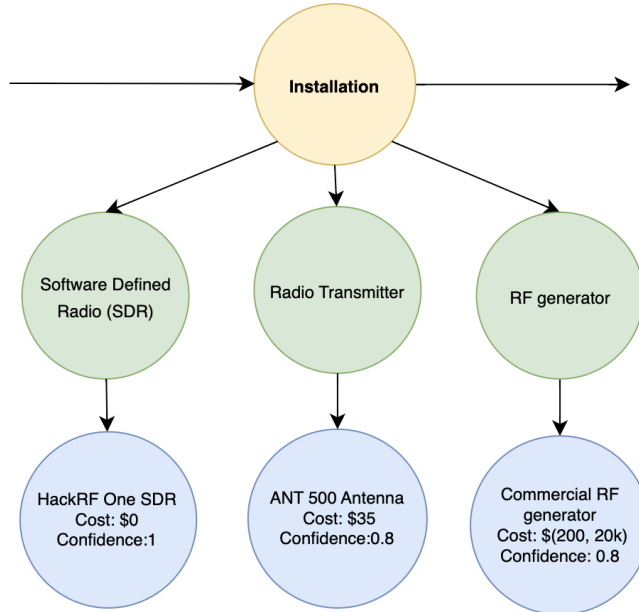 Installation
Software Defined
Radio (SDR)
Radio Transmitter
RF generator
HackRF One SDR
Cost: $0
Confidence:1
ANT 500 Antenna
Cost: $35
Confidence:0.8
Commercial RF
generator
Cost: $(200, 20k)
Confidence: 0.8